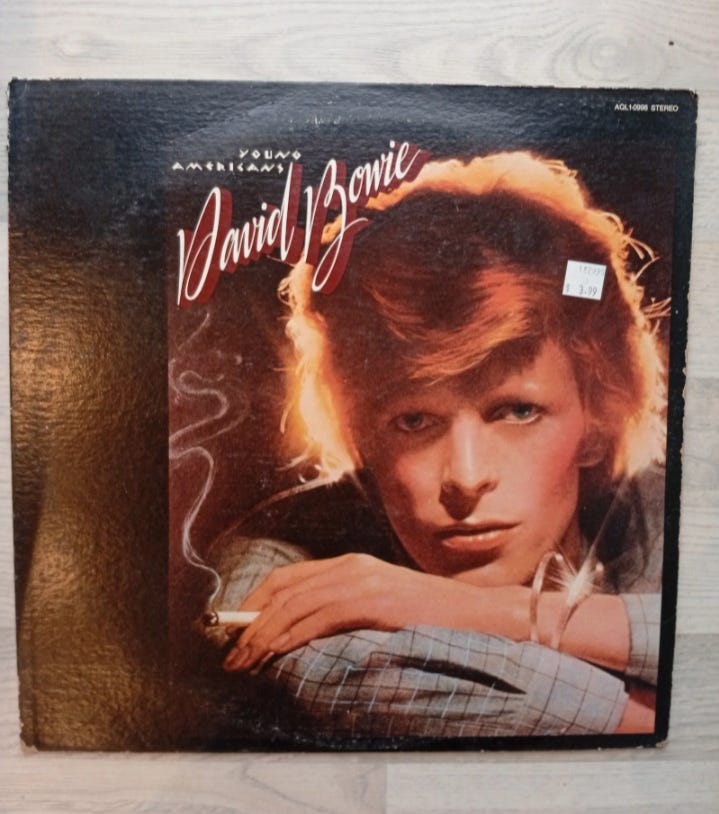 AQL1-0998 STEREO
YOUNG
AMERICANS
David Bowie
$ 3.99